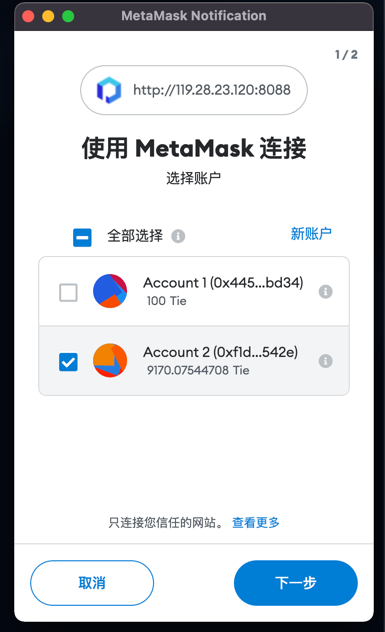 MetaMask Notification
1 / 2
http://119.28.23.120:8088
使用 MetaMask 连接
选择账户
全部选择
新账户
Account 1 (0x445...bd34)
100 Tie
Account 2 (0xf1d...542e)
9170.07544708 Tie
只连接您信任的网站。 查看更多
取消
下一步